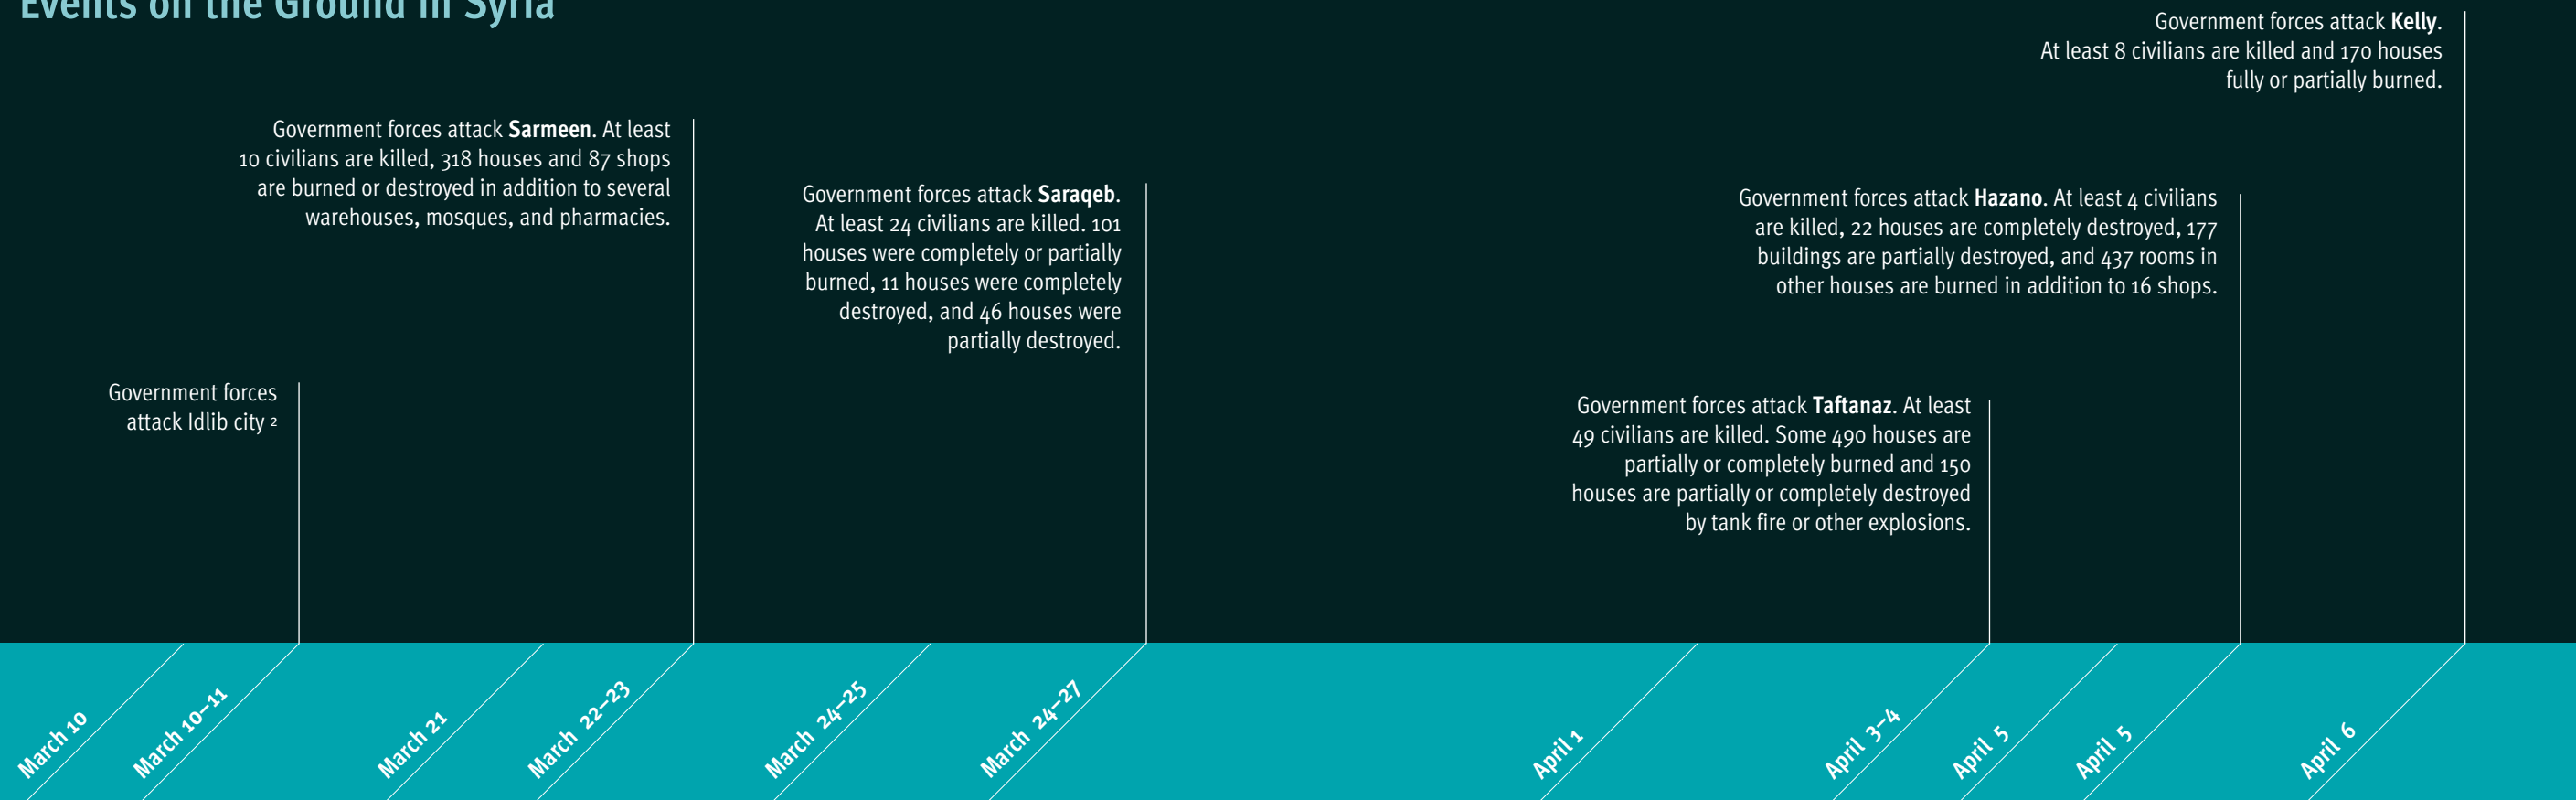 Events on the Ground in Syria
Government forces
attack Idlib city 2
Government forces attack Sarmeen. At least
10 civilians are killed, 318 houses and 87 shops
are burned or destroyed in addition to several
warehouses, mosques, and pharmacies.
Government forces attack Saraqeb.
At least 24 civilians are killed. 101
houses were completely or partially
burned, 11 houses were completely
destroyed, and 46 houses were
partially destroyed.
Government forces attack Taftanaz. At least
49 civilians are killed. Some 490 houses are
partially or completely burned and 150
houses are partially or completely destroyed
by tank fire or other explosions.
Government forces attack Hazano. At least 4 civilians
are killed, 22 houses are completely destroyed, 177
buildings are partially destroyed, and 437 rooms in
other houses are burned in addition to 16 shops.
Government forces attack Kelly.
At least 8 civilians are killed and 170 houses
fully or partially burned.
March 10
March 10–11
March 21
March 22–23
March 24–25
March 24–27
April 1
April 3–4
April 5
April 5
April 6